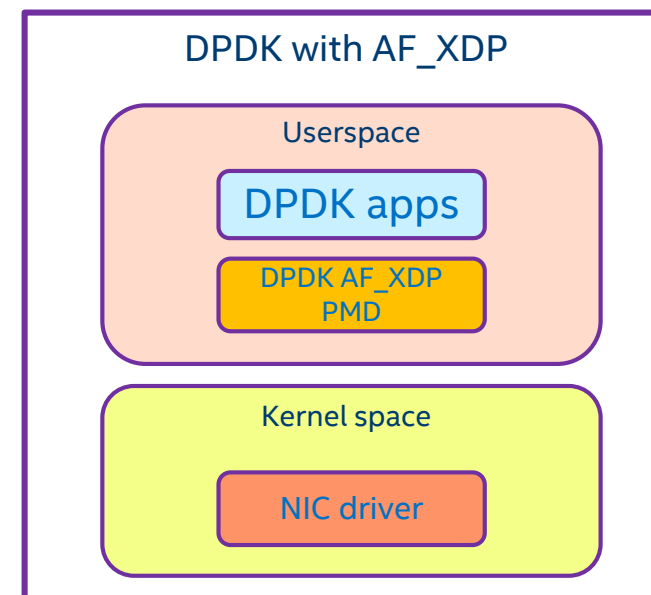 DPDK with AF_XDP
Userspace
DPDK apps
DPDK AF_XDP
PMD
Kernel space
NIC driver